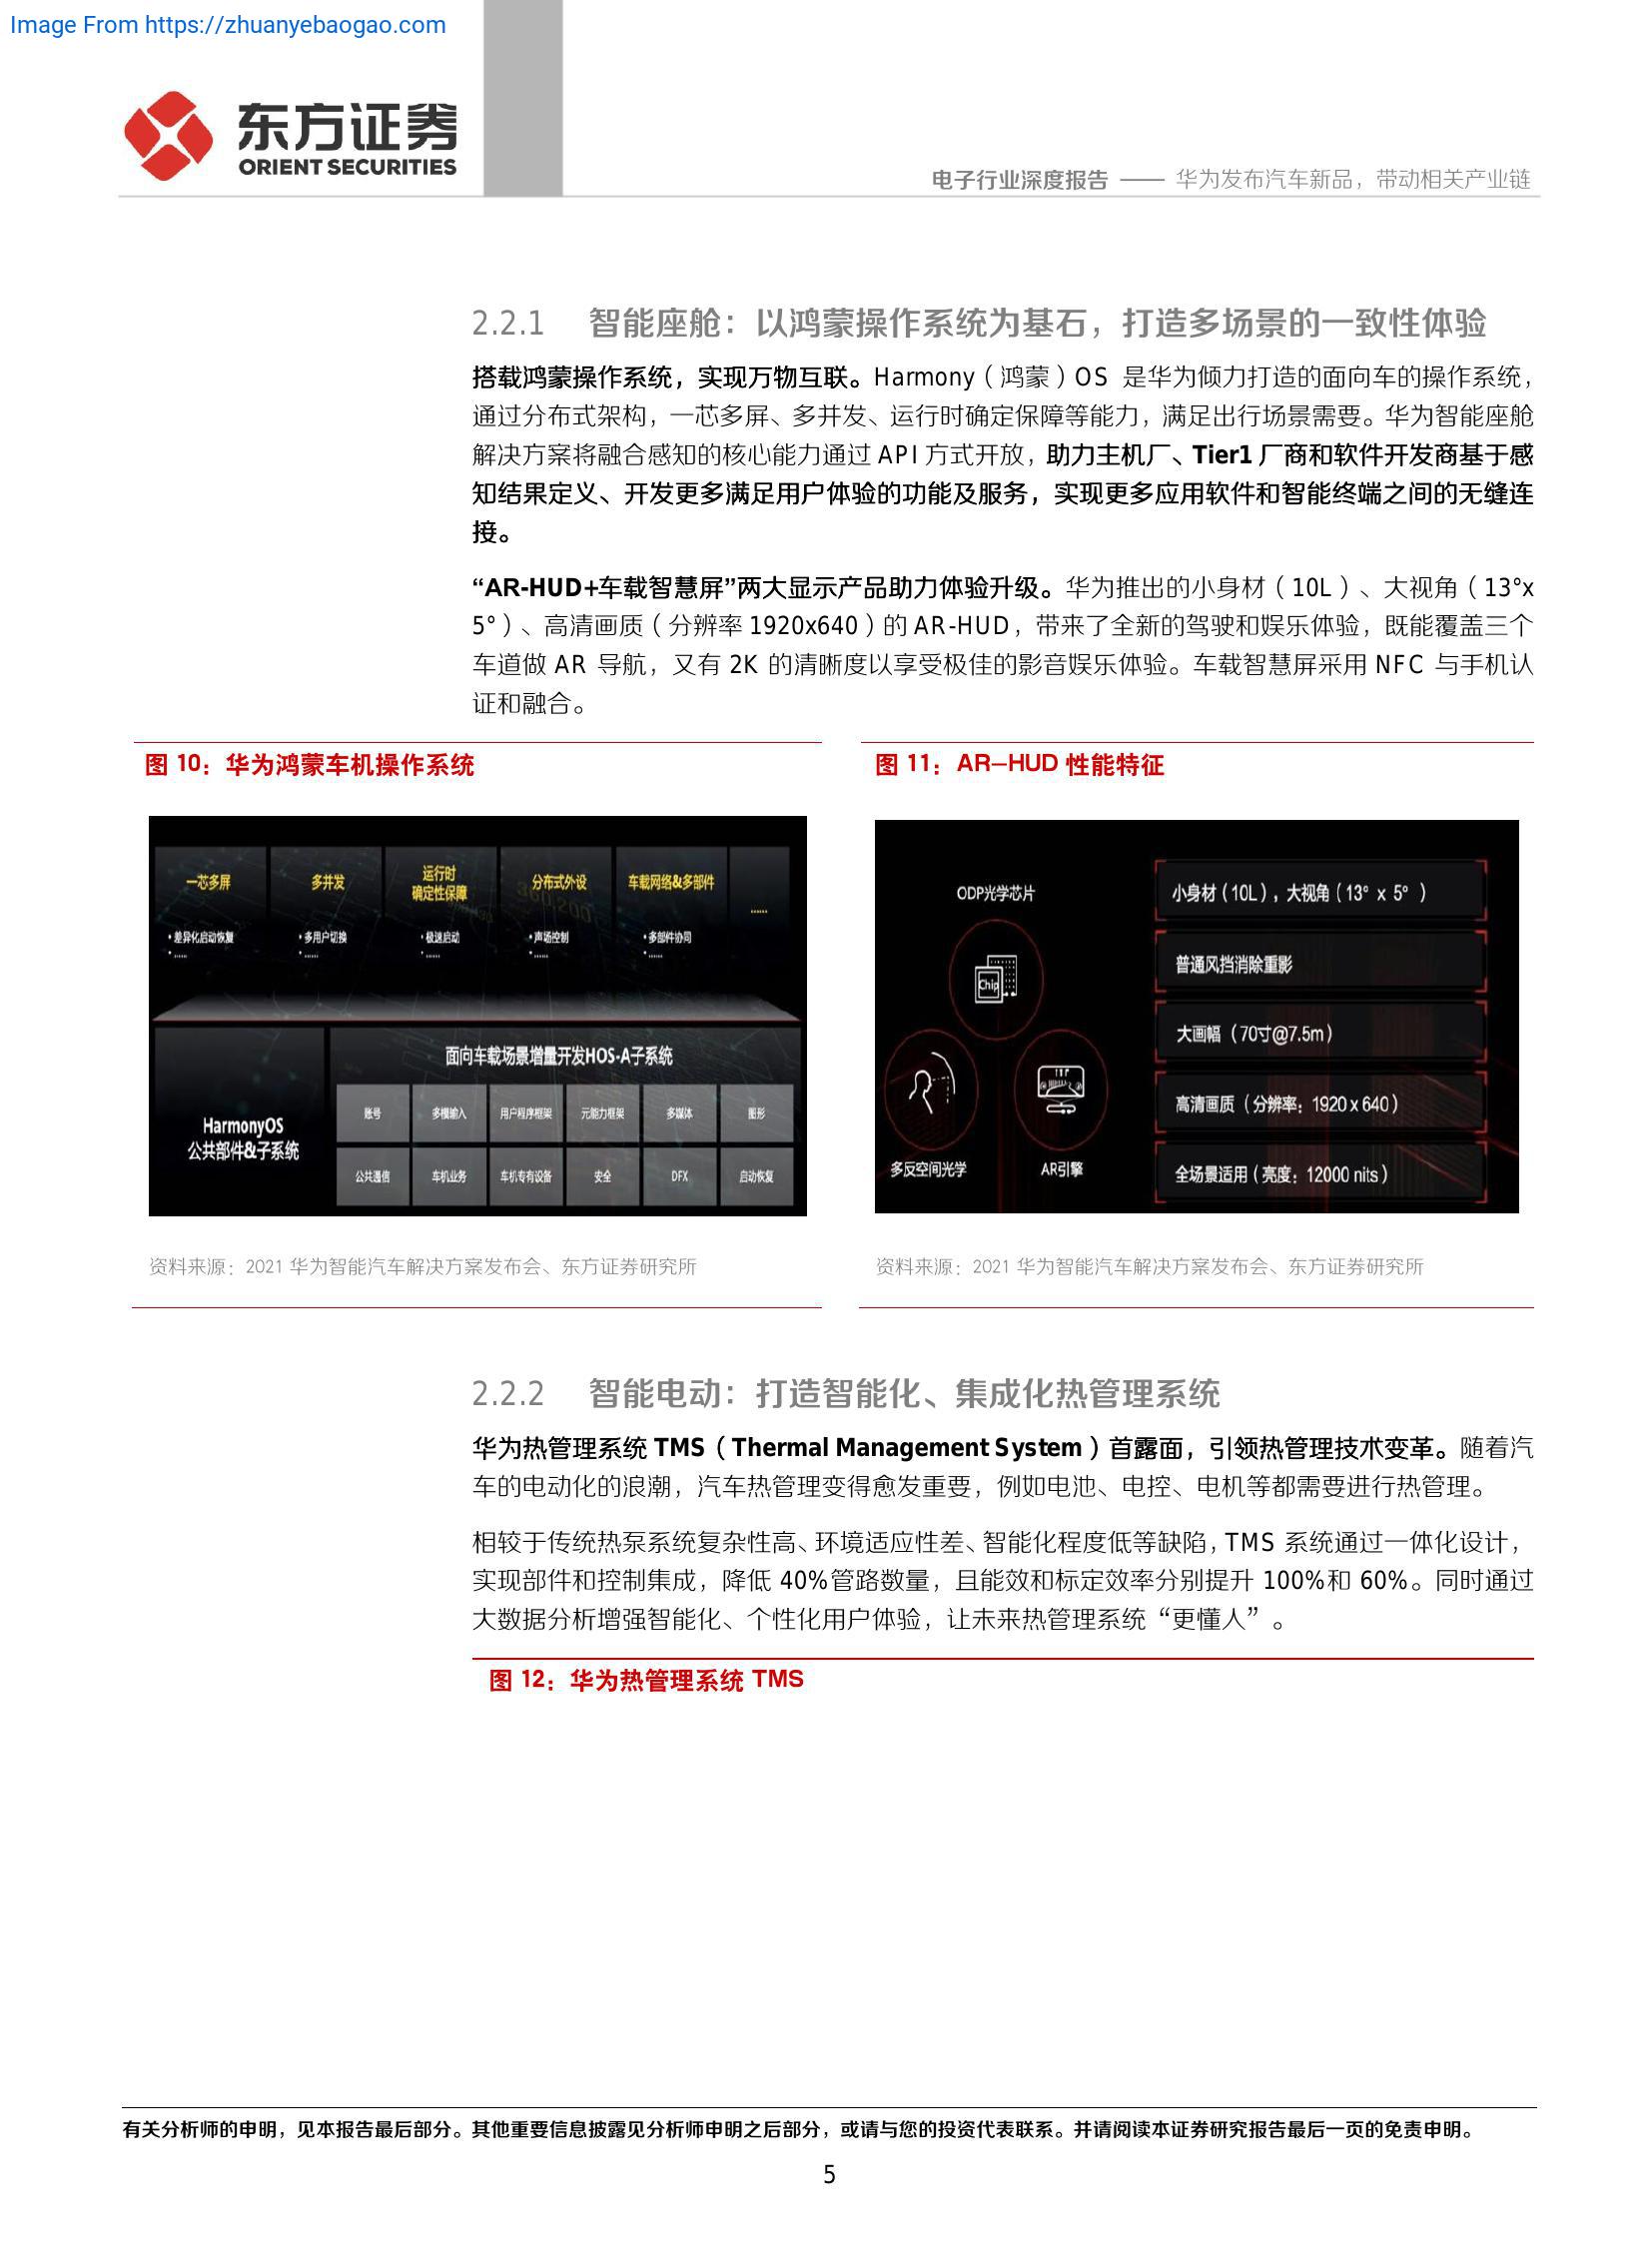 Image From https://zhuanyebaogao.com
东方证券
ORIENT SECURITIES
电子行业深度报告 —— 华为发布汽车新品，带动相关产业链
2.2.1 智能座舱：以鸿蒙操作系统为基石，打造多场景的一致性体验
搭载鸿蒙操作系统，实现万物互联。Harmony（鸿蒙）OS 是华为倾力打造的面向车的操作系统，
通过分布式架构，一芯多屏、多并发、运行时确定保障等能力，满足出行场景需要。华为智能座舱
解决方案将融合感知的核心能力通过 API 方式开放，助力主机厂、Tier1 厂商和软件开发商基于感
知结果定义、开发更多满足用户体验的功能及服务，实现更多应用软件和智能终端之间的无缝连
接。
“AR-HUD+车载智慧屏”两大显示产品助力体验升级。华为推出的小身材（10L）、大视角（13°x
5°）、高清画质（分辨率 1920x640）的 AR-HUD，带来了全新的驾驶和娱乐体验，既能覆盖三个
车道做 AR 导航，又有 2K 的清晰度以享受极佳的影音娱乐体验。车载智慧屏采用 NFC 与手机认
证和融合。
图 10：华为鸿蒙车机操作系统
一芯多屏 多并发 运行时 分布式外设 车载网络&多部件
确定性保障
......
•差异化启动恢复 •多用户切换 •极速启动 •声场控制 •多部件协同
•...... •...... •...... •...... •......
面向车载场景增量开发HOS-A子系统
HarmonyOS
公共部件&子系统
账号 多模输入 用户程序框架 元能力框架 多媒体 图形
公共通信 车机业务 车机专有设备 安全 DFX 启动恢复
资料来源：2021 华为智能汽车解决方案发布会、东方证券研究所
图 11：AR-HUD 性能特征
ODP光学芯片
Chip
多反空间光学 AR引擎
小身材（10L），大视角（13° x 5° ）
普通风挡消除重影
大画幅（70寸@7.5m）
高清画质（分辨率：1920 x 640）
全场景适用（亮度：12000 nits）
资料来源：2021 华为智能汽车解决方案发布会、东方证券研究所
2.2.2 智能电动：打造智能化、集成化热管理系统
华为热管理系统 TMS（Thermal Management System）首露面，引领热管理技术变革。随着汽
车的电动化的浪潮，汽车热管理变得愈发重要，例如电池、电控、电机等都需要进行热管理。
相较于传统热泵系统复杂性高、环境适应性差、智能化程度低等缺陷，TMS 系统通过一体化设计，
实现部件和控制集成，降低 40%管路数量，且能效和标定效率分别提升 100%和 60%。同时通过
大数据分析增强智能化、个性化用户体验，让未来热管理系统“更懂人”。
图 12：华为热管理系统 TMS
有关分析师的申明，见本报告最后部分。其他重要信息披露见分析师申明之后部分，或请与您的投资代表联系。并请阅读本证券研究报告最后一页的免责申明。
5